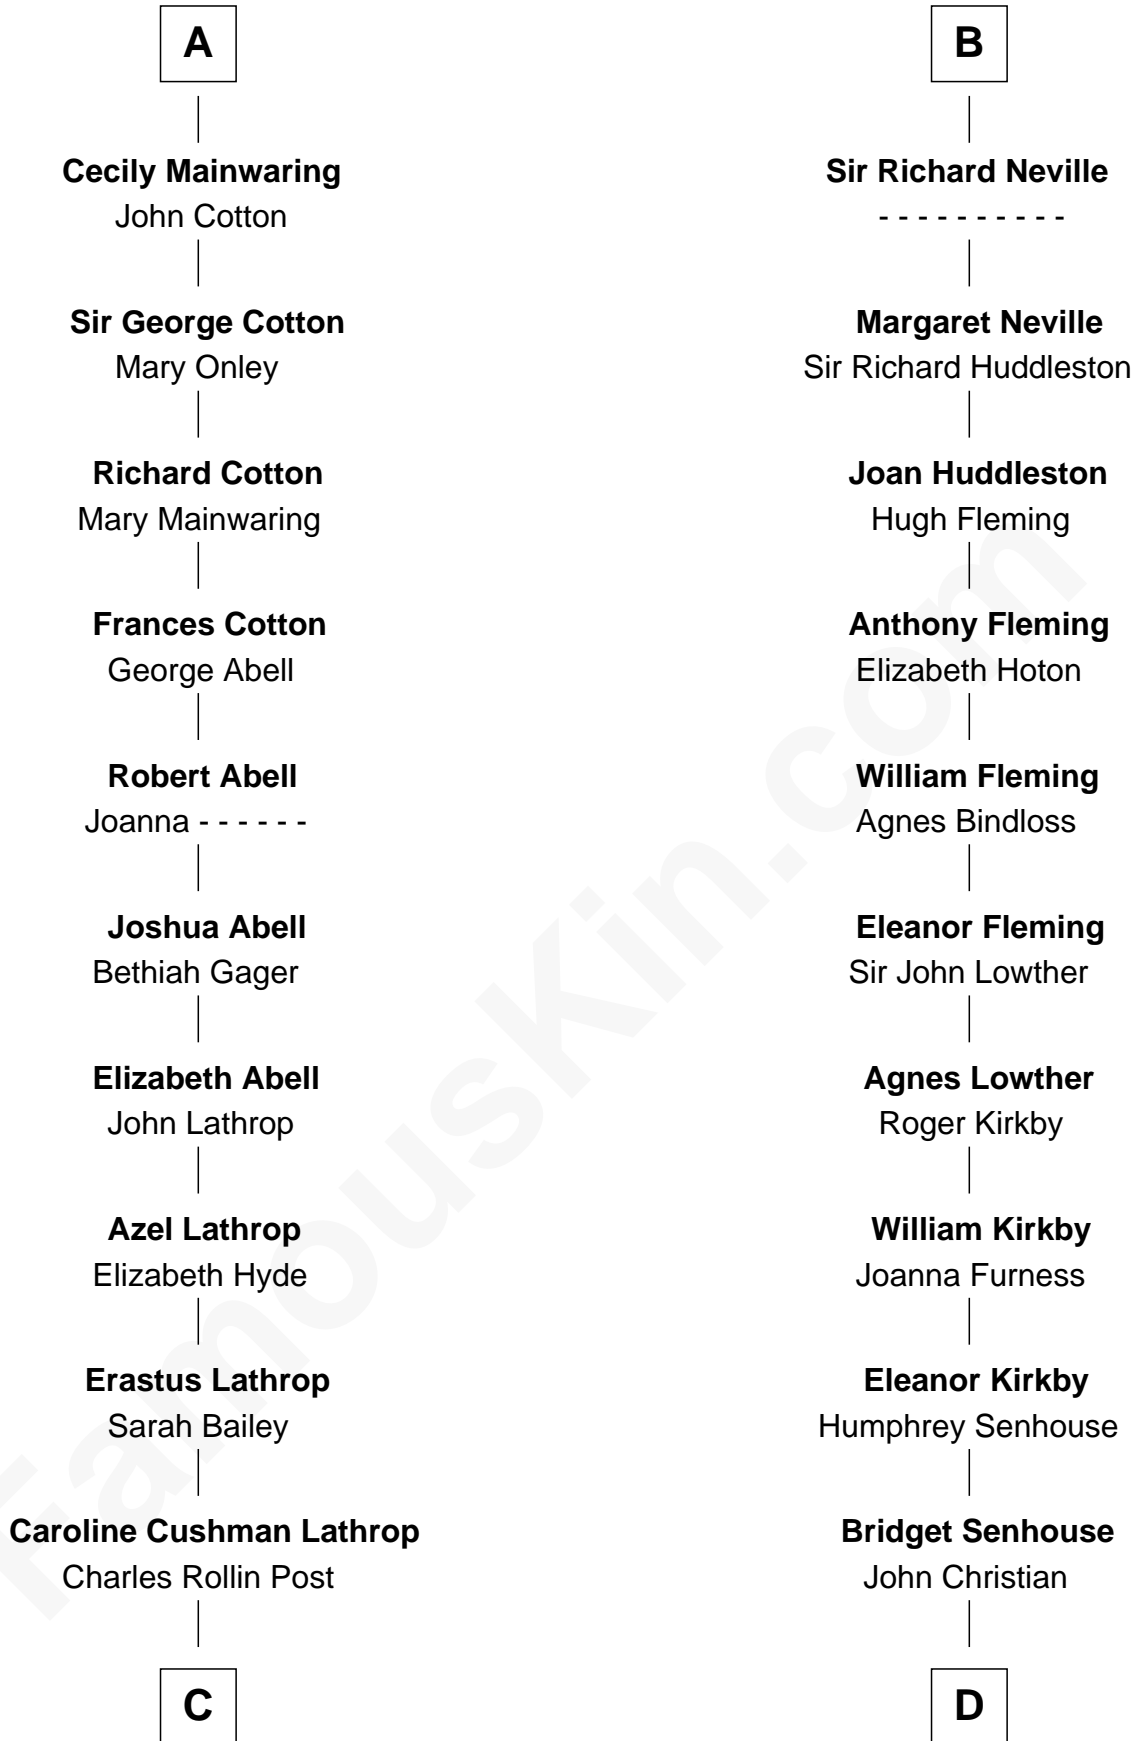 A
Cecily Mainwaring
John Cotton
Sir George Cotton
Mary Onley
Richard Cotton
Mary Mainwaring
Frances Cotton
George Abell
Robert Abell
Joanna - - - - - -
Joshua Abell
Bethiah Gager
Elizabeth Abell
John Lathrop
Azel Lathrop
Elizabeth Hyde
Erastus Lathrop
Sarah Bailey
Caroline Cushman Lathrop
Charles Rollin Post
C
B
Sir Richard Neville
- - - - - - - - - -
Margaret Neville
Sir Richard Huddleston
Joan Huddleston
Hugh Fleming
Anthony Fleming
Elizabeth Hoton
William Fleming
Agnes Bindloss
Eleanor Fleming
Sir John Lowther
Agnes Lowther
Roger Kirkby
William Kirkby
Joanna Furness
Eleanor Kirkby
Humphrey Senhouse
Bridget Senhouse
John Christian
D
FamousKin.com